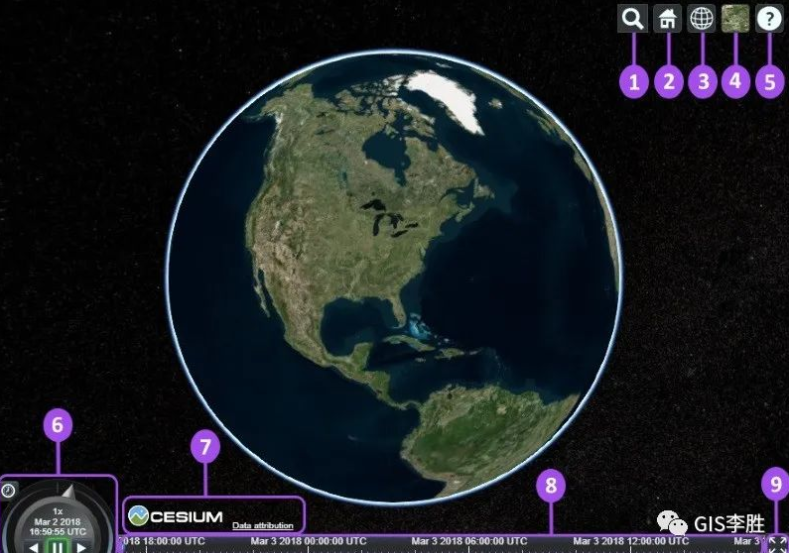 ?
1 2 3 4 5
6
7
8
9
1x
Mar 2 2018
16:59:55 UTC
CESIUM
Data attribution
2018 18:00:00 UTC
Mar 3 2018 00:00:00 UTC
Mar 3 2018 06:00:00 UTC
Mar 3 2018 12:00:00 UTC
Mar 3
GIS李胜